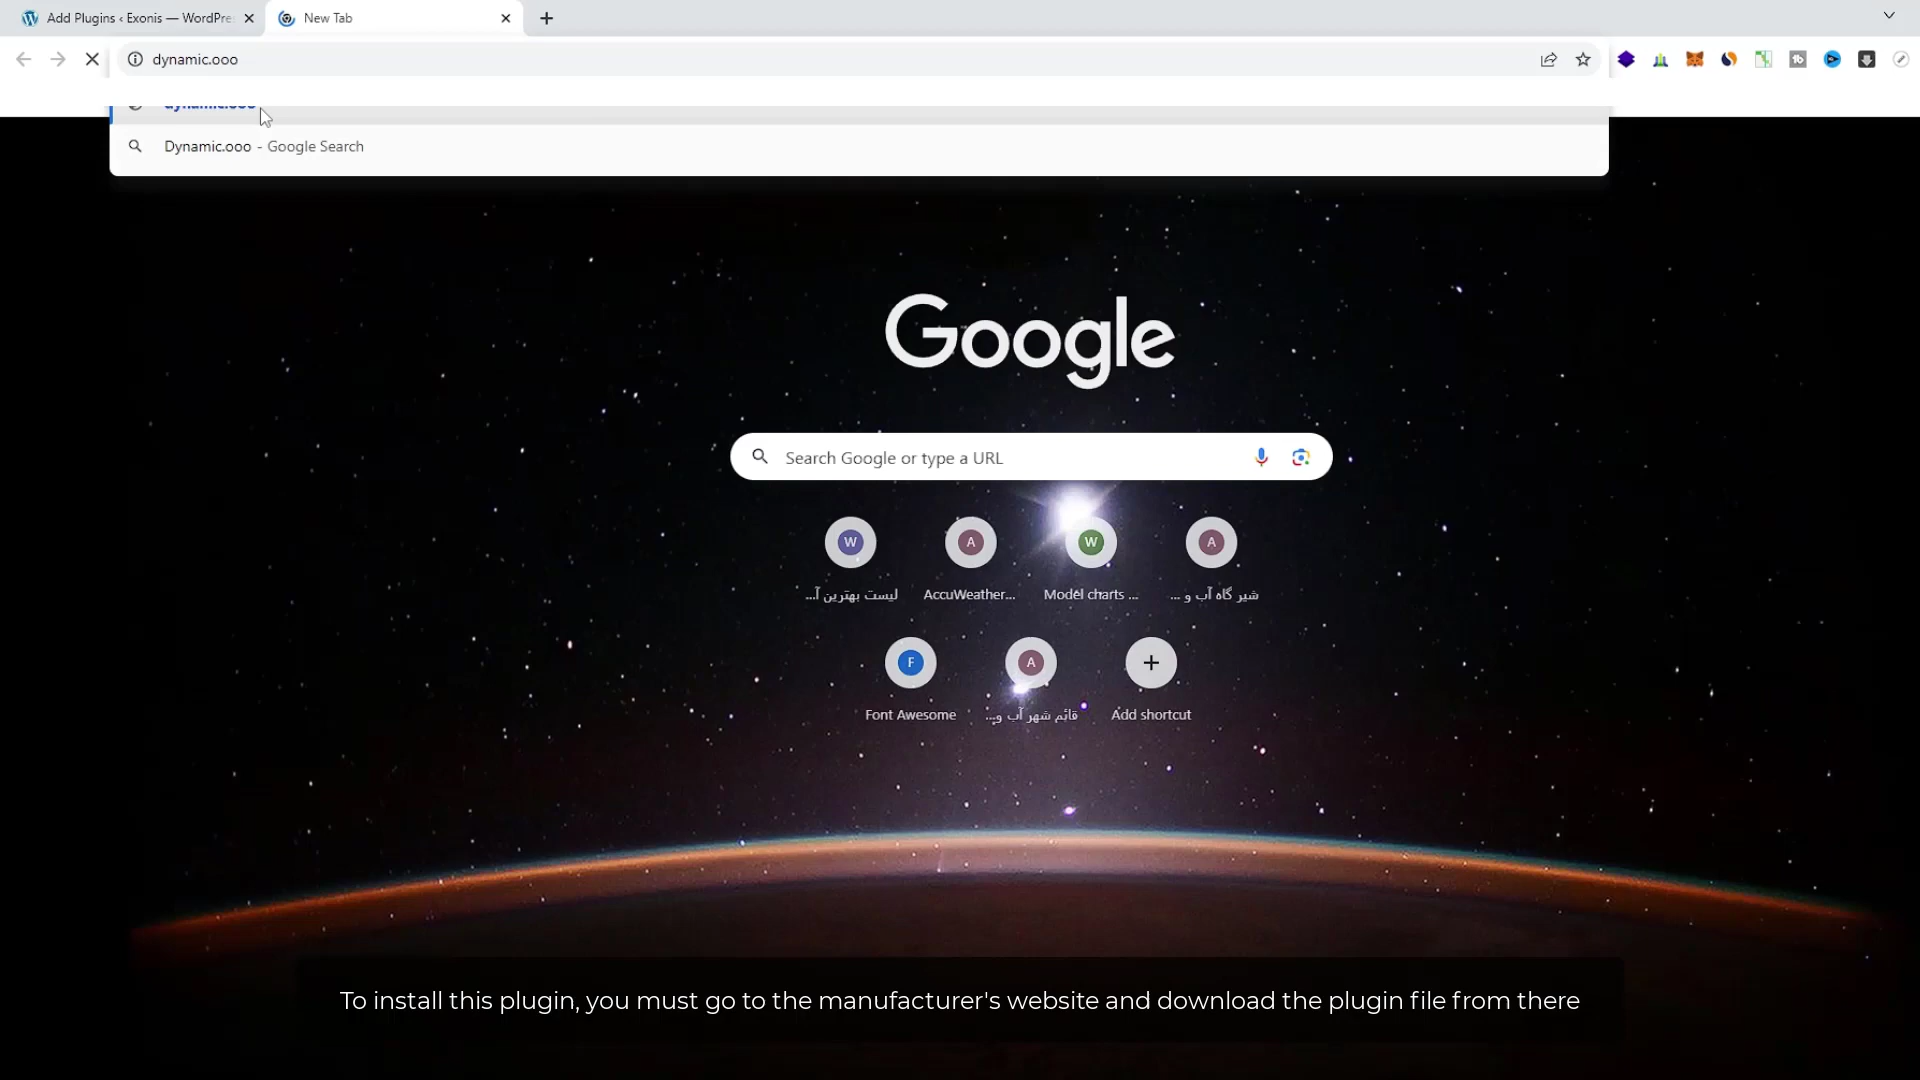 Add Plugins ‹ Exonis — WordPre
New Tab
dynamic.ooo
dynamic.ooo
Dynamic.ooo - Google Search
Google
Search Google or type a URL
W
A
W
A
لیست بهترین آ...
AccuWeather...
Model charts ...
شیر گاه آب و ...
F
A
Font Awesome
قائم شهر آب و...
Add shortcut
To install this plugin, you must go to the manufacturer's website and download the plugin file from there